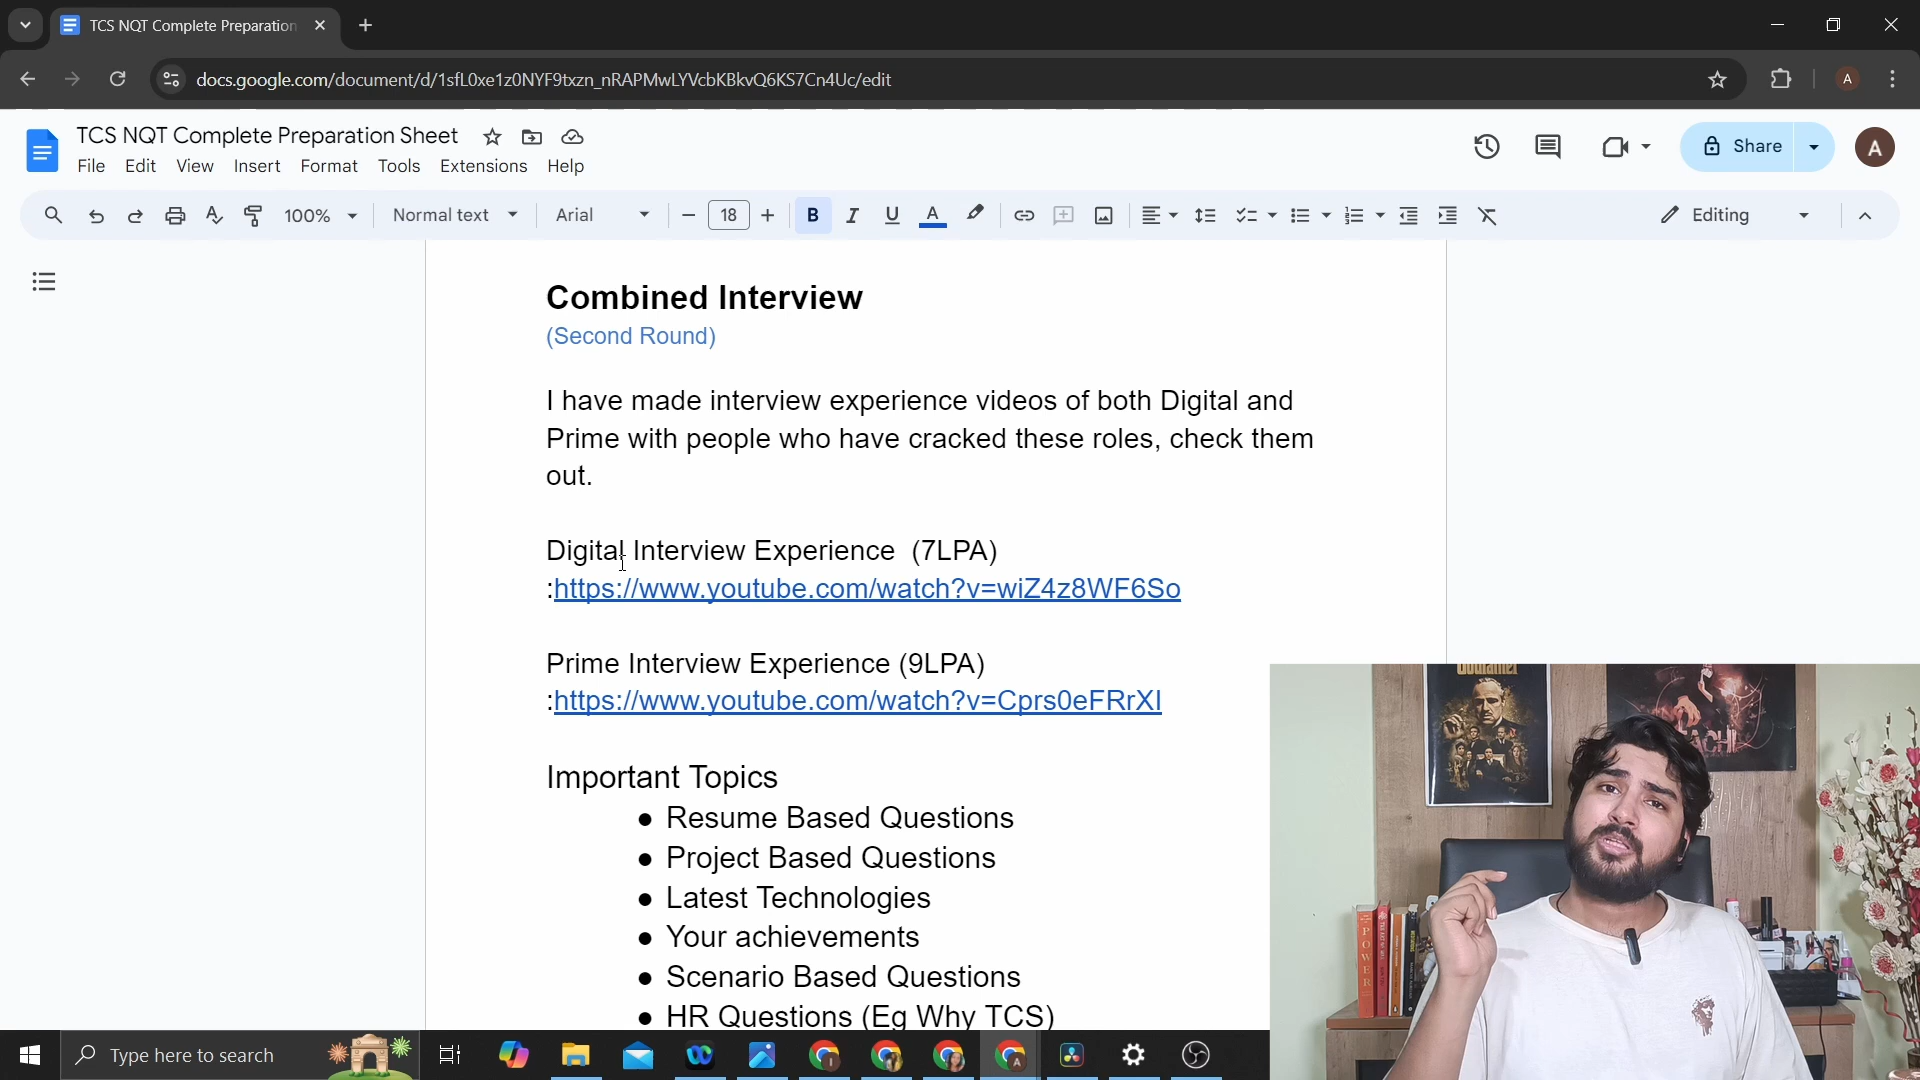 TCS NQT Complete Preparation
docs.google.com/document/d/1sfL0xe1z0NYF9txzn_nRAPMwLYVcbKBkvQ6KS7Cn4Uc/edit
A
TCS NQT Complete Preparation Sheet
File Edit View Insert Format Tools Extensions Help
Share
A
100% Normal text Arial 18 B I U A Editing
Combined Interview
(Second Round)
I have made interview experience videos of both Digital and
Prime with people who have cracked these roles, check them
out.
Digital Interview Experience (7LPA)
:https://www.youtube.com/watch?v=wiZ4z8WF6So
Prime Interview Experience (9LPA)
:https://www.youtube.com/watch?v=Cprs0eFRrXI
Important Topics
● Resume Based Questions
● Project Based Questions
● Latest Technologies
● Your achievements
● Scenario Based Questions
● HR Questions (Eg Why TCS)
POWER
Type here to search